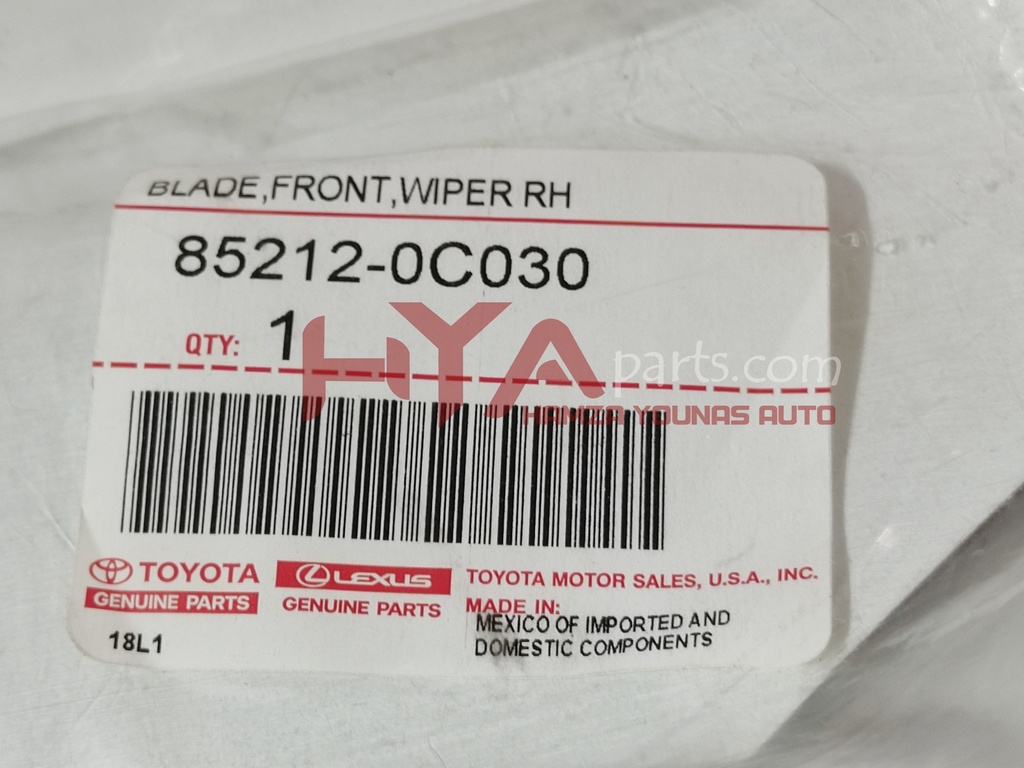 BLADE,FRONT,WIPER RH
85212-0C030
QTY: 1
HYA parts.com
HAMZA YOUNAS AUTO
TOYOTA
GENUINE PARTS
LEXUS
GENUINE PARTS
TOYOTA MOTOR SALES, U.S.A., INC.
MADE IN:
MEXICO OF IMPORTED AND
DOMESTIC COMPONENTS
18L1